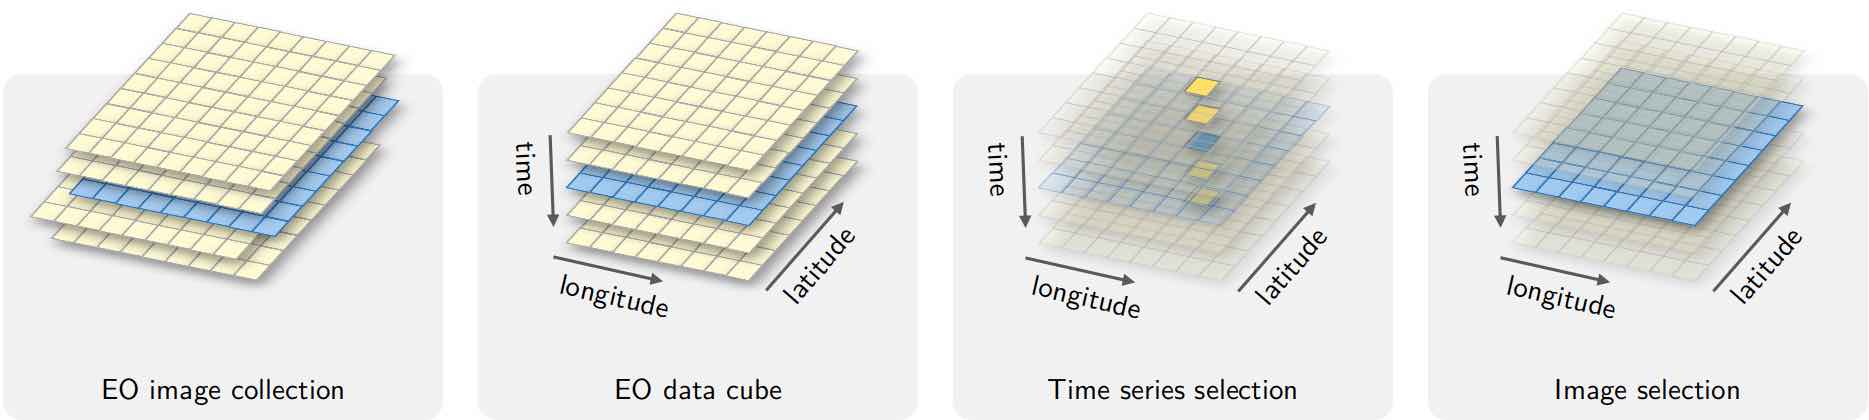 EO image collection
time
longitude
latitude
EO data cube
time
longitude
latitude
Time series selection
time
longitude
latitude
Image selection